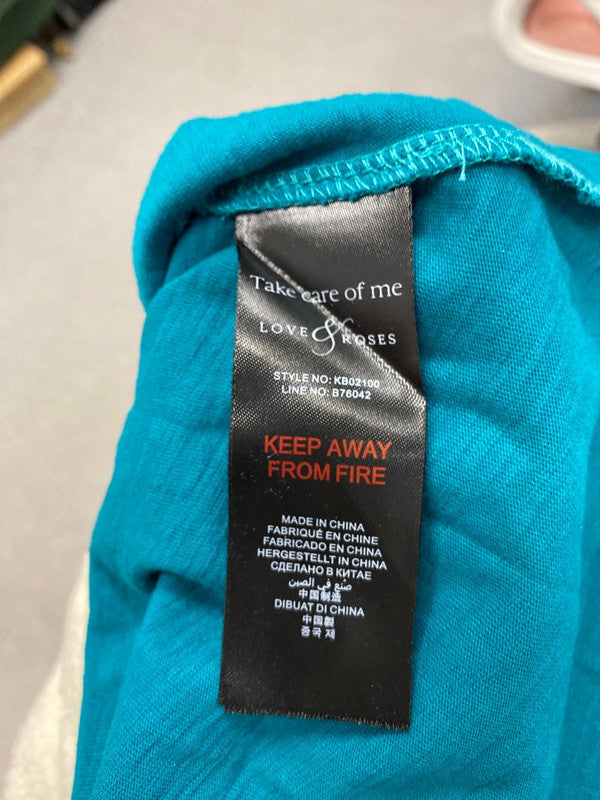 Take care of me
LOVE & ROSES
STYLE NO: KB02100
LINE NO: B76042
KEEP AWAY
FROM FIRE
MADE IN CHINA
FABRIQUÉ EN CHINE
FABRICADO EN CHINA
HERGESTELLT IN CHINA
СДЕЛАНО В КИТАЕ
صنع في الصين
中国制造
DIBUAT DI CHINA
中国製
중국 제